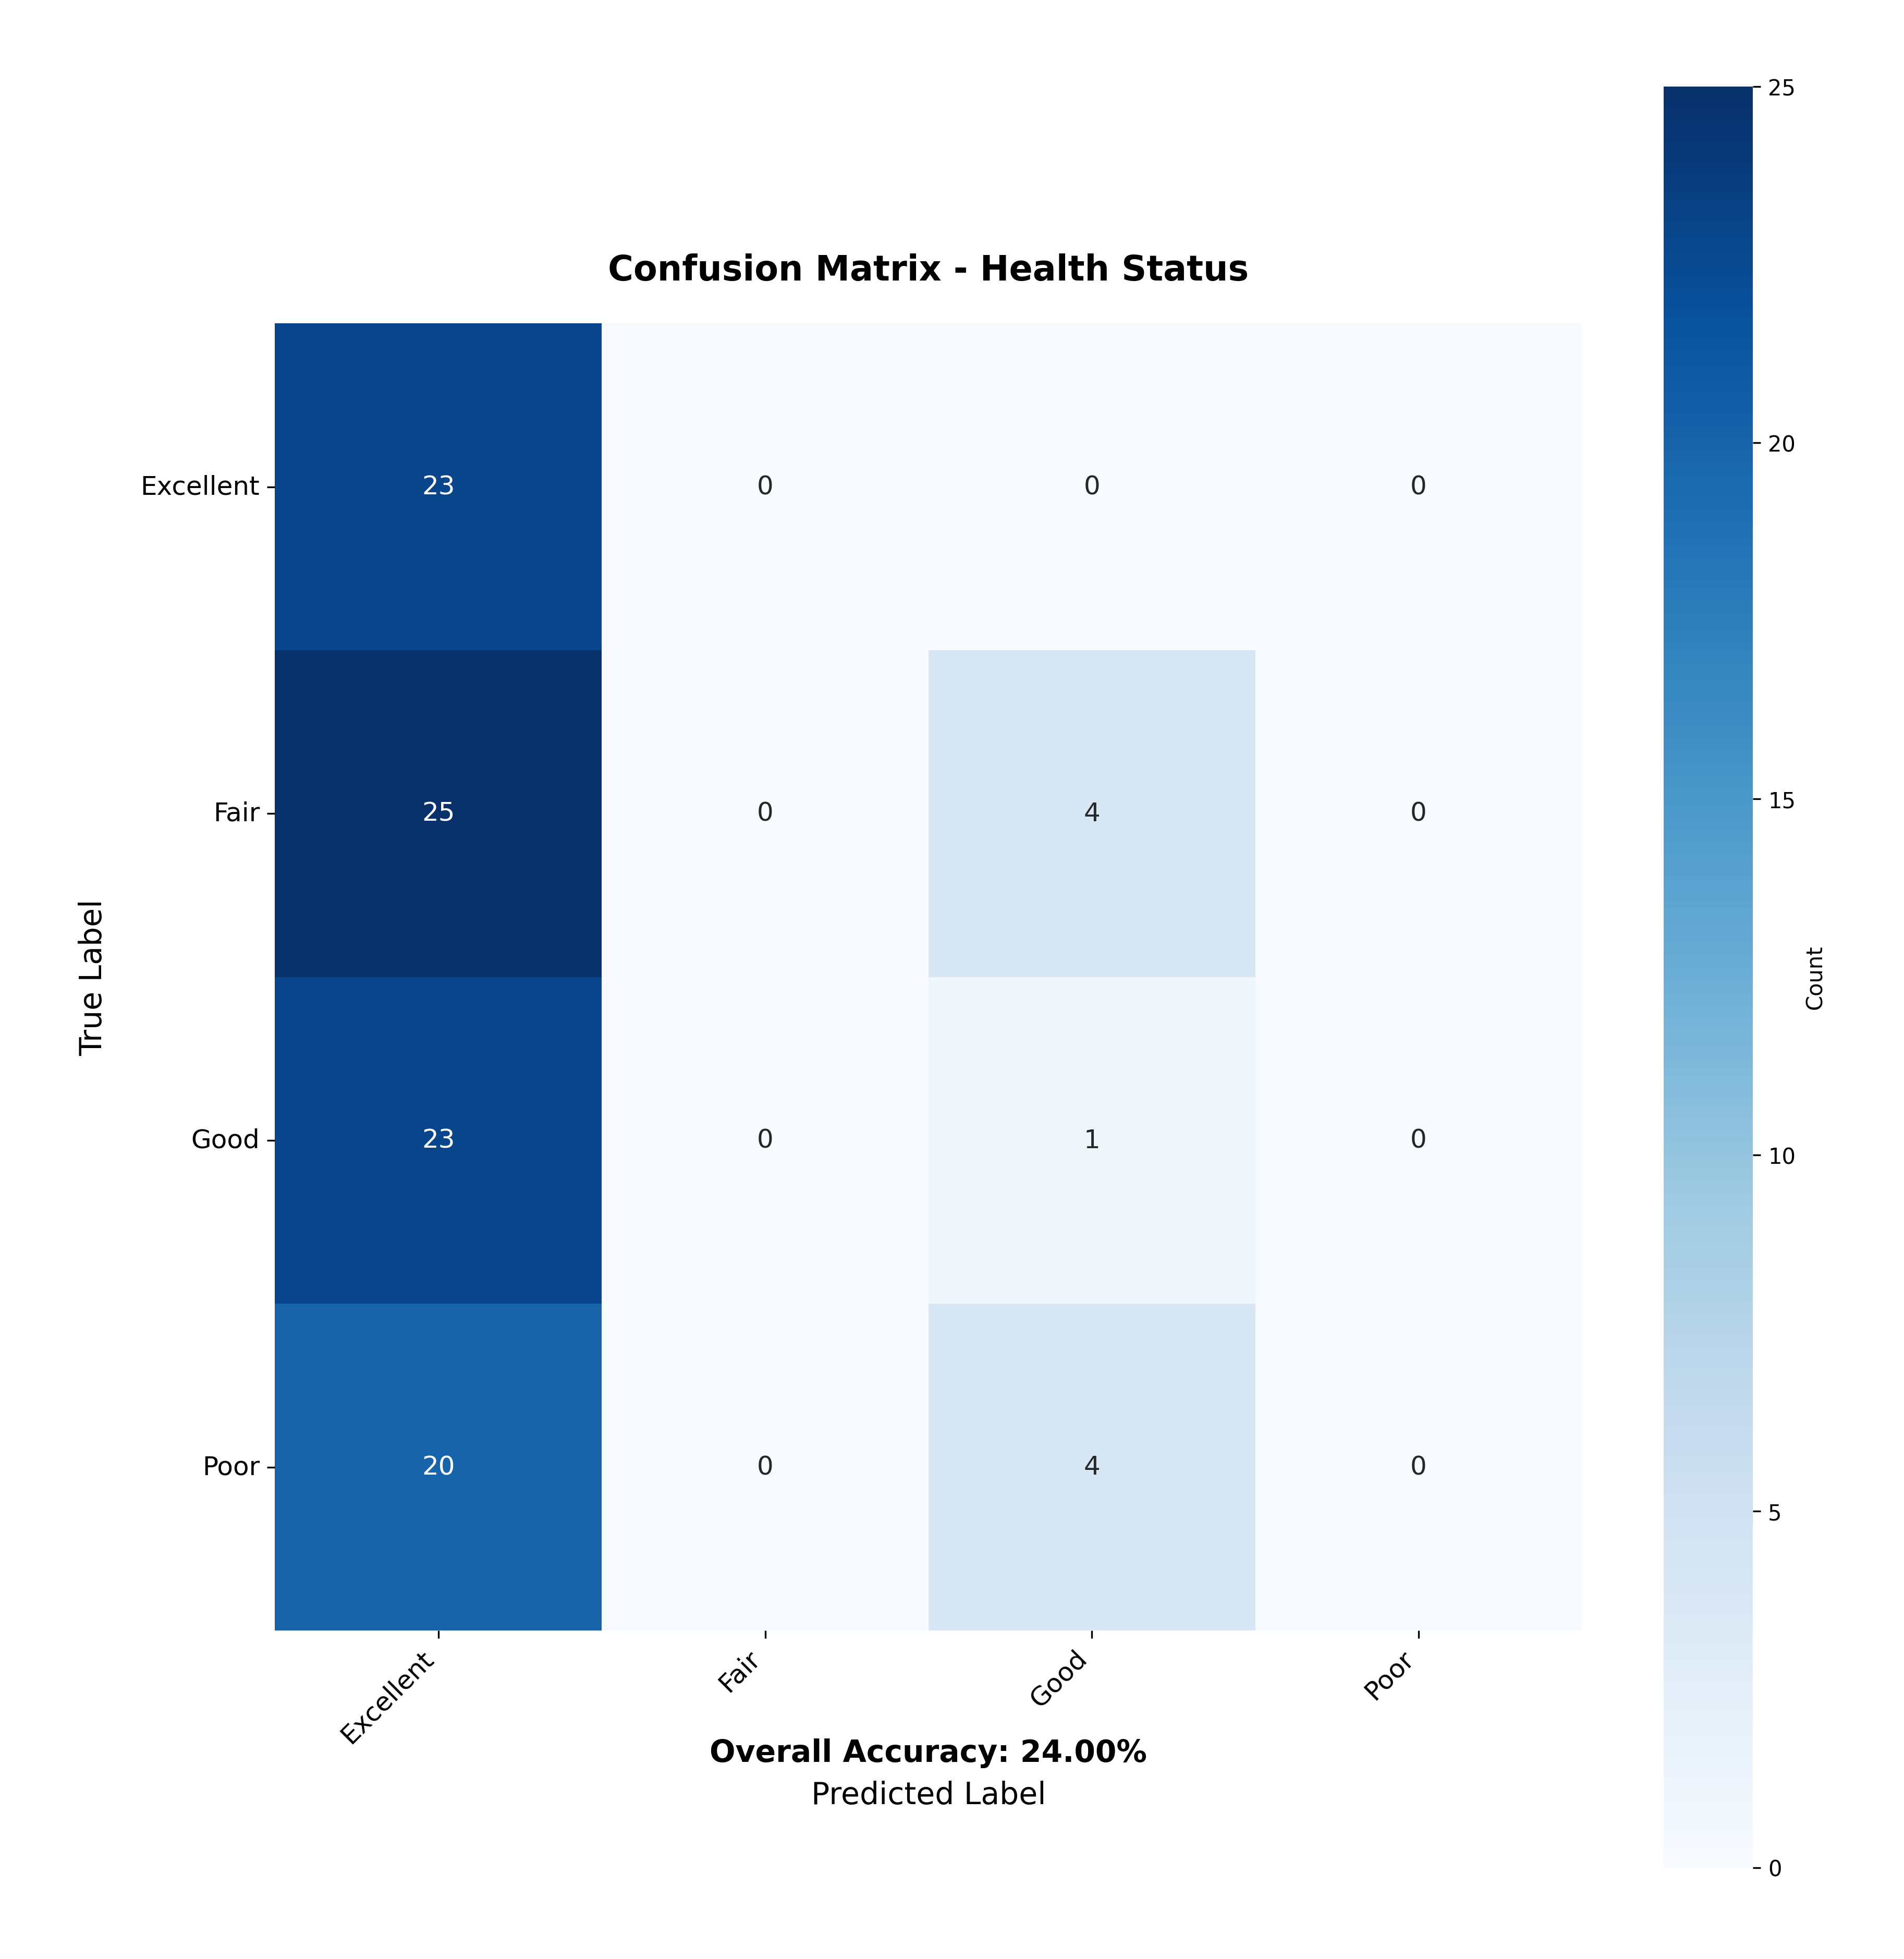 Confusion Matrix - Health Status
25
20
15
10
5
0
Count
True Label
Excellent 23 0 0 0
Fair 25 0 4 0
Good 23 0 1 0
Poor 20 0 4 0
Excellent Fair Good Poor
Overall Accuracy: 24.00%
Predicted Label